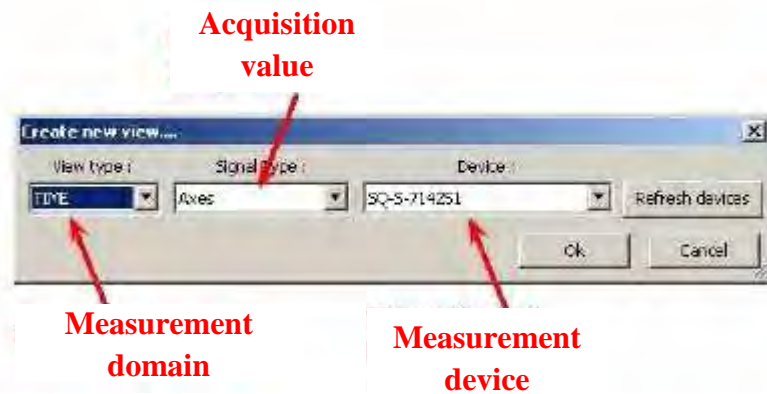 Acquisition
value
Create new view....
View type :
Signal Type :
Device :
TIME
Axes
SQ-S-714251
Refresh devices
Ok
Cancel
Measurement
domain
Measurement
device